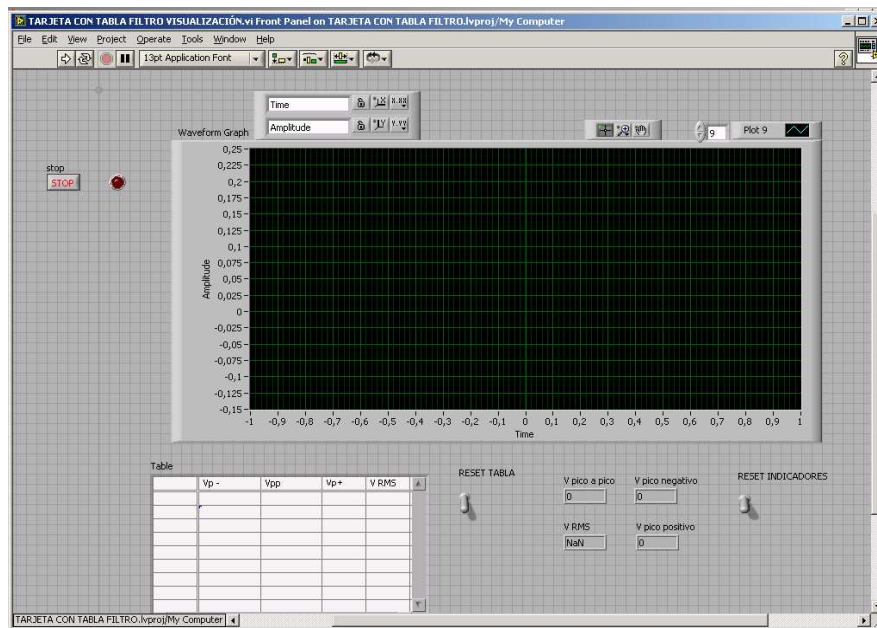 TARJETA CON TABLA FILTRO VISUALIZACIÓN.vi Front Panel on TARJETA CON TABLA FILTRO.lvproj/My Computer
File Edit View Project Operate Tools Window Help
13pt Application Font
Time
Amplitude
Waveform Graph
9
Plot 9
stop
STOP
0,25
0,225
0,2
0,175
0,15
0,125
0,1
0,075
0,05
0,025
0
-0,025
-0,05
-0,075
-0,1
-0,125
-0,15
Amplitude
-1 -0,9 -0,8 -0,7 -0,6 -0,5 -0,4 -0,3 -0,2 -0,1 0 0,1 0,2 0,3 0,4 0,5 0,6 0,7 0,8 0,9 1
Time
Table
Vp - Vpp Vp+ V RMS
RESET TABLA
V pico a pico V pico negativo
0 0
V RMS V pico positivo
NaN 0
RESET INDICADORES
TARJETA CON TABLA FILTRO.lvproj/My Computer